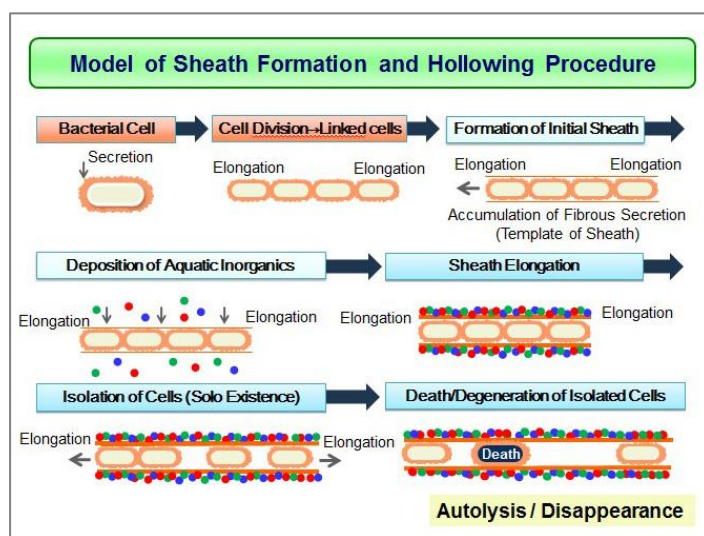 Model of Sheath Formation and Hollowing Procedure
Bacterial Cell
Cell Division→Linked cells
Formation of Initial Sheath
Secretion
Elongation
Elongation
Elongation
Elongation
Accumulation of Fibrous Secretion
(Template of Sheath)
Deposition of Aquatic Inorganics
Sheath Elongation
Elongation
Elongation
Elongation
Elongation
Isolation of Cells (Solo Existence)
Death/Degeneration of Isolated Cells
Elongation
Elongation
Death
Autolysis / Disappearance